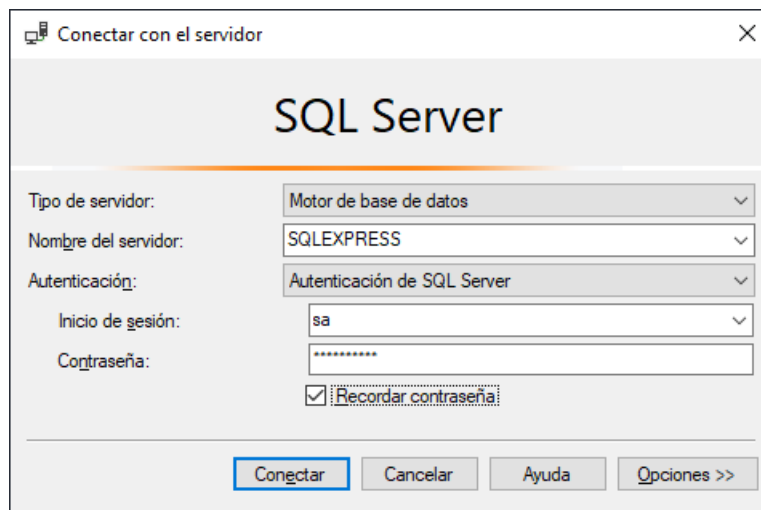 Conectar con el servidor
SQL Server
Tipo de servidor: Motor de base de datos
Nombre del servidor: SQLEXPRESS
Autenticación: Autenticación de SQL Server
Inicio de sesión: sa
Contraseña: **********
Recordar contraseña
Conectar Cancelar Ayuda Opciones >>